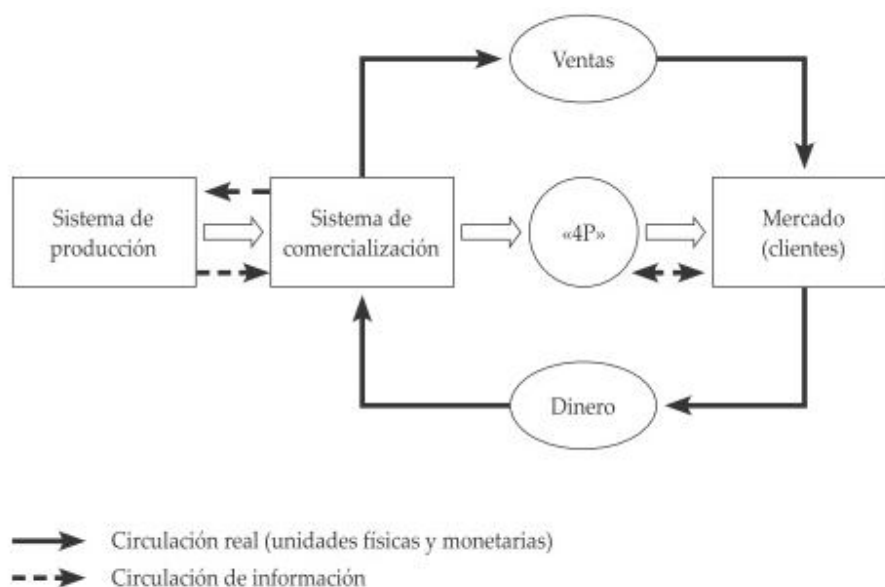 Ventas
Sistema de
producción
Sistema de
comercialización
«4P»
Mercado
(clientes)
Dinero
Circulación real (unidades físicas y monetarias)
Circulación de información